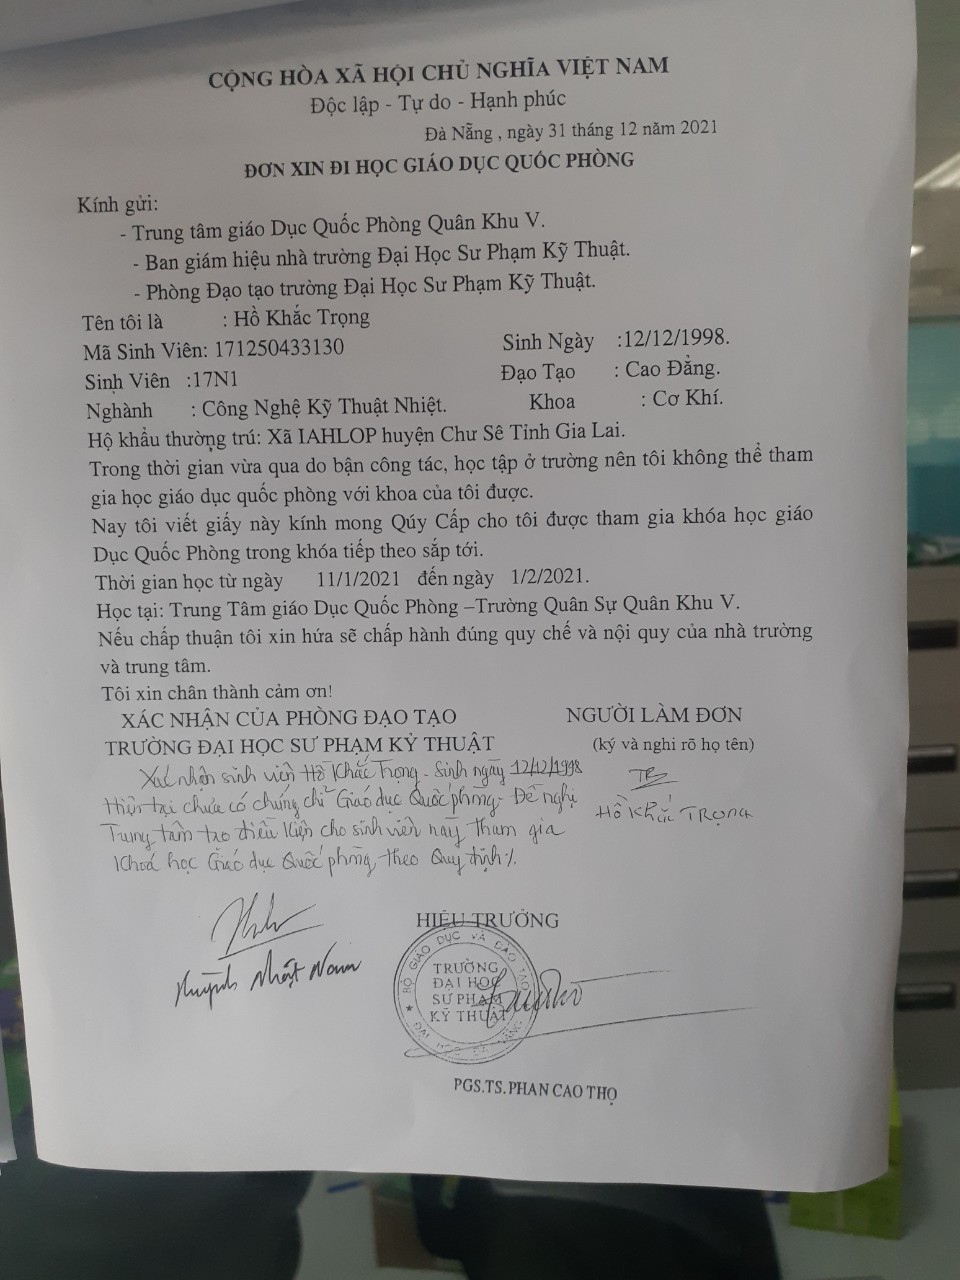 CỘNG HÒA XÃ HỘI CHỦ NGHĨA VIỆT NAM
Độc lập - Tự do - Hạnh phúc
Đà Nẵng , ngày 31 tháng 12 năm 2021
ĐƠN XIN ĐI HỌC GIÁO DỤC QUỐC PHÒNG
Kính gửi:
- Trung tâm giáo Dục Quốc Phòng Quân Khu V.
- Ban giám hiệu nhà trường Đại Học Sư Phạm Kỹ Thuật.
- Phòng Đạo tạo trường Đại Học Sư Phạm Kỹ Thuật.
Tên tôi là : Hồ Khắc Trọng
Mã Sinh Viên: 171250433130 Sinh Ngày :12/12/1998.
Sinh Viên :17N1 Đạo Tạo : Cao Đẳng.
Nghành : Công Nghệ Kỹ Thuật Nhiệt. Khoa : Cơ Khí.
Hộ khẩu thường trú: Xã IAHLOP huyện Chư Sê Tỉnh Gia Lai.
Trong thời gian vừa qua do bận công tác, học tập ở trường nên tôi không thể tham
gia học giáo dục quốc phòng với khoa của tôi được.
Nay tôi viết giấy này kính mong Qúy Cấp cho tôi được tham gia khóa học giáo
Dục Quốc Phòng trong khóa tiếp theo sắp tới.
Thời gian học từ ngày 11/1/2021 đến ngày 1/2/2021.
Học tại: Trung Tâm giáo Dục Quốc Phòng –Trường Quân Sự Quân Khu V.
Nếu chấp thuận tôi xin hứa sẽ chấp hành đúng quy chế và nội quy của nhà trường
và trung tâm.
Tôi xin chân thành cảm ơn!
XÁC NHẬN CỦA PHÒNG ĐẠO TẠO NGƯỜI LÀM ĐƠN
TRƯỜNG ĐẠI HỌC SƯ PHẠM KỶ THUẬT (ký và nghi rõ họ tên)
Xác nhận sinh viên Hồ Khắc Trọng - Sinh ngày 12/12/1998
Hiện tại chưa có chứng chỉ Giáo dục Quốc phòng. Đề nghị
Hồ Khắc TRỌNG
Trung tâm tạo điều kiện cho sinh viên này tham gia
Khoá học Giáo dục Quốc phòng theo Quy định ./.
Huỳnh Nhật Nam
HIỆU TRƯỞNG
BỘ GIÁO DỤC VÀ ĐÀO TẠO
TRƯỜNG
ĐẠI HỌC
SƯ PHẠM
KỸ THUẬT
ĐẠI HỌC ĐÀ NẴNG
PGS.TS. PHAN CAO THỌ